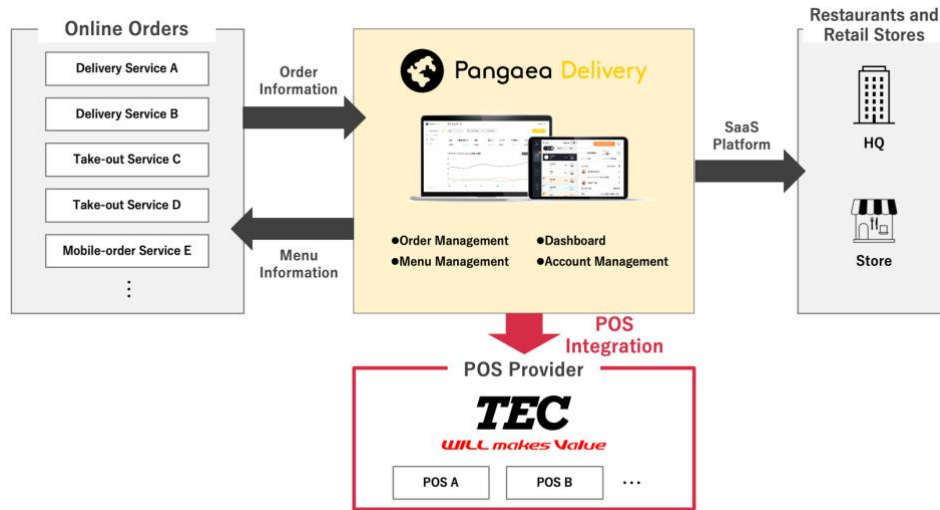 Online Orders
Delivery Service A
Delivery Service B
Take-out Service C
Take-out Service D
Mobile-order Service E
Order
Information
Menu
Information
Pangaea Delivery
●Order Management
●Dashboard
●Menu Management
●Account Management
SaaS
Platform
Restaurants and
Retail Stores
HQ
Store
POS
Integration
POS Provider
TEC
WILL makes Value
POS A
POS B
...